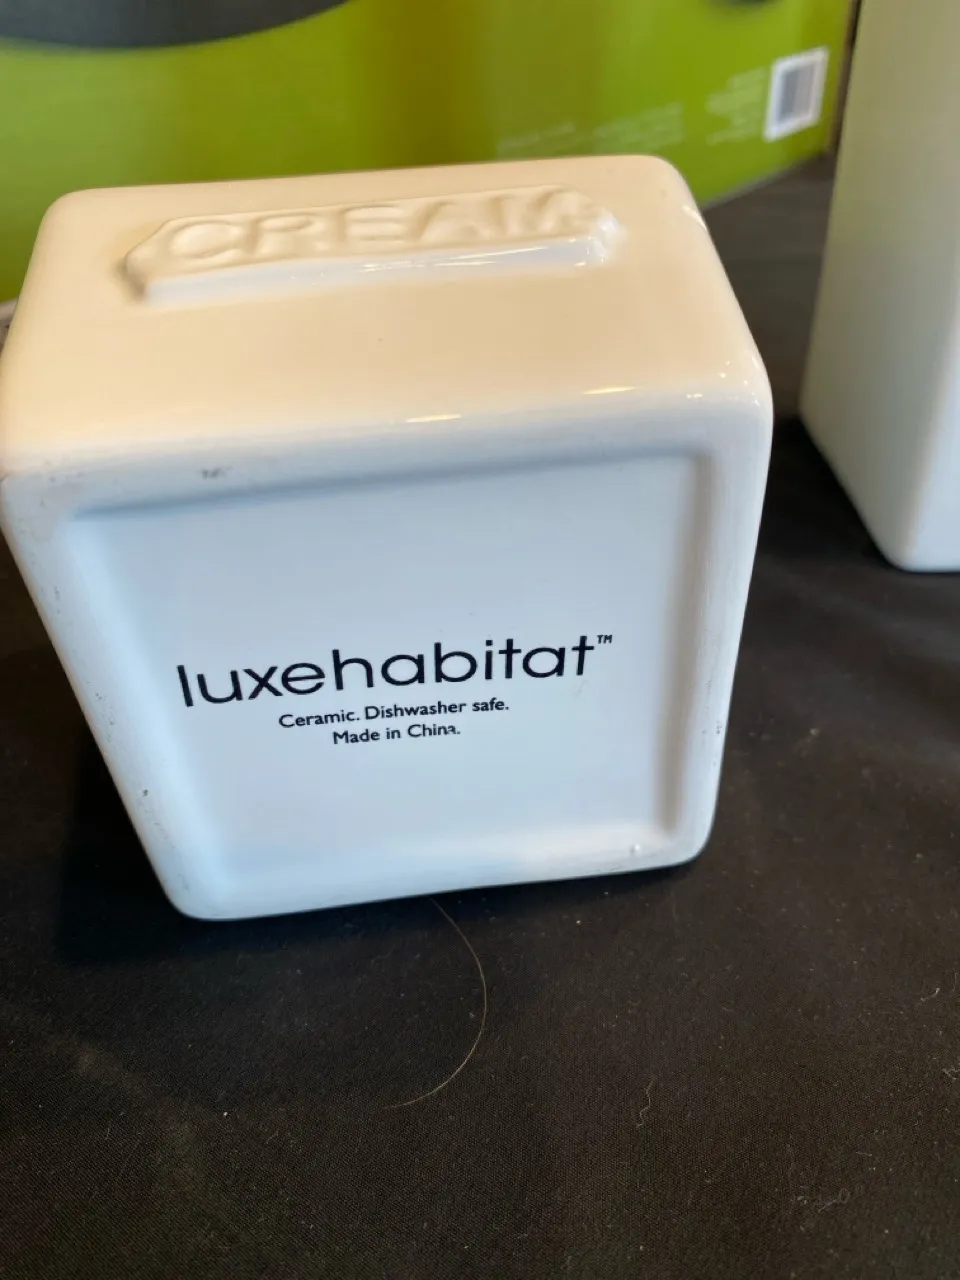 CREAM
luxehabitat™
Ceramic. Dishwasher safe.
Made in China.